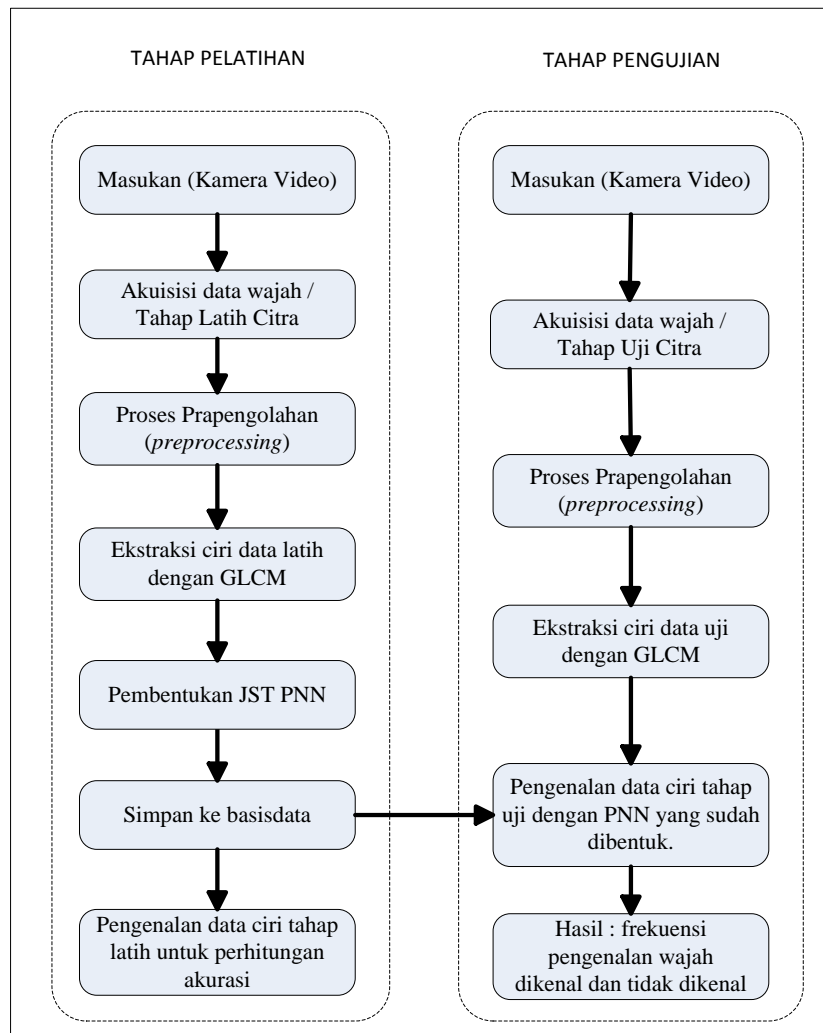 TAHAP PELATIHAN
Masukan (Kamera Video)
Akuisisi data wajah /
Tahap Latih Citra
Proses Prapengolahan
(preprocessing)
Ekstraksi ciri data latih
dengan GLCM
Pembentukan JST PNN
Simpan ke basisdata
Pengenalan data ciri tahap
latih untuk perhitungan
akurasi
TAHAP PENGUJIAN
Masukan (Kamera Video)
Akuisisi data wajah /
Tahap Uji Citra
Proses Prapengolahan
(preprocessing)
Ekstraksi ciri data uji
dengan GLCM
Pengenalan data ciri tahap
uji dengan PNN yang sudah
dibentuk.
Hasil : frekuensi
pengenalan wajah
dikenal dan tidak dikenal